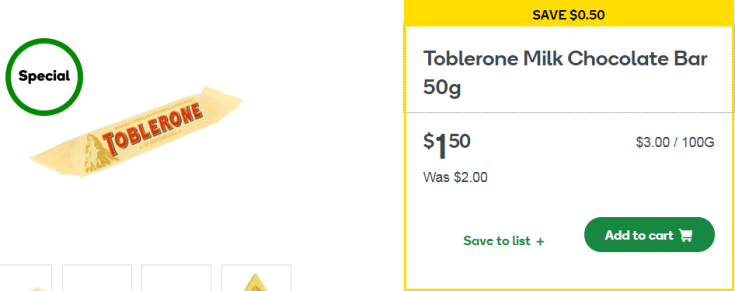 SAVE $0.50
Special
Toblerone Milk Chocolate Bar
50g
TOBLERONE
$1.50
$3.00 / 100G
Was $2.00
Save to list +
Add to cart